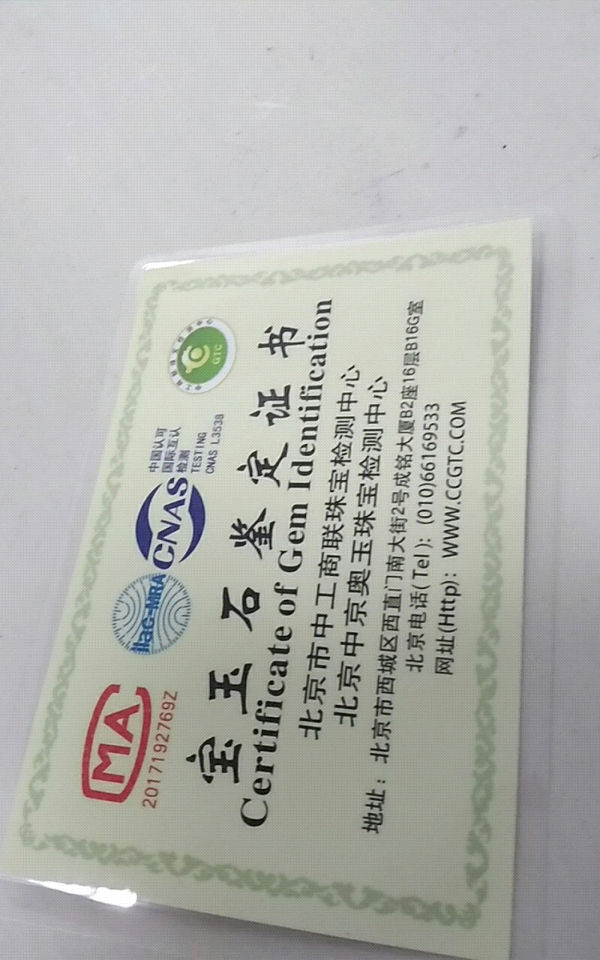 MA
2017192769Z
ilac-MRA
CNAS
中国认可
国际互认
检测
TESTING
CNAS L3538
GTC
宝玉石鉴定证书
Certificate of Gem Identification
北京市中工商联珠宝检测中心
北京中京奥玉珠宝检测中心
地址：北京市西城区西直门南大街2号成铭大厦B2座16层B16G室
北京电话(Tel)：(010)66169533
网址(Http)：WWW.CCGTC.COM